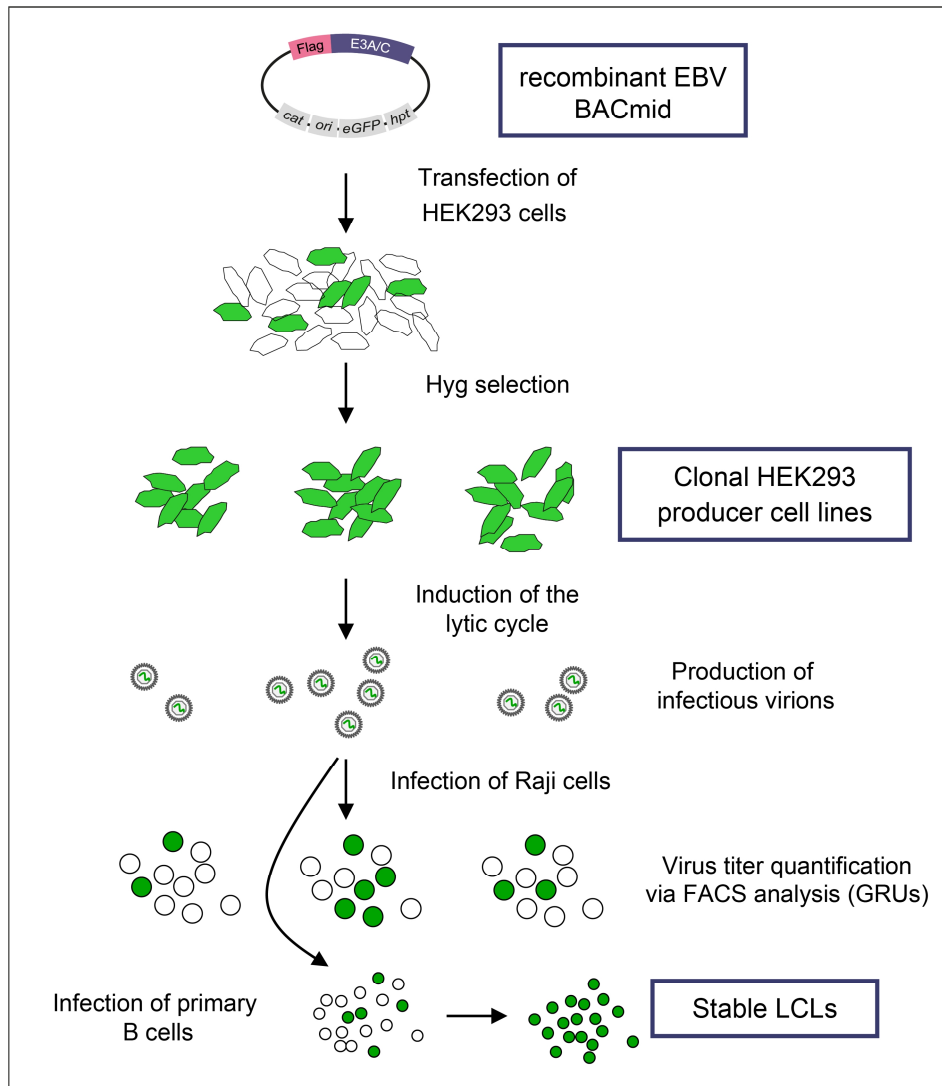 Flag E3A/C
cat · ori · eGFP · hpt
recombinant EBV
BACmid
Transfection of
HEK293 cells
Hyg selection
Clonal HEK293
producer cell lines
Induction of the
lytic cycle
Production of
infectious virions
Infection of Raji cells
Virus titer quantification
via FACS analysis (GRUs)
Infection of primary
B cells
Stable LCLs